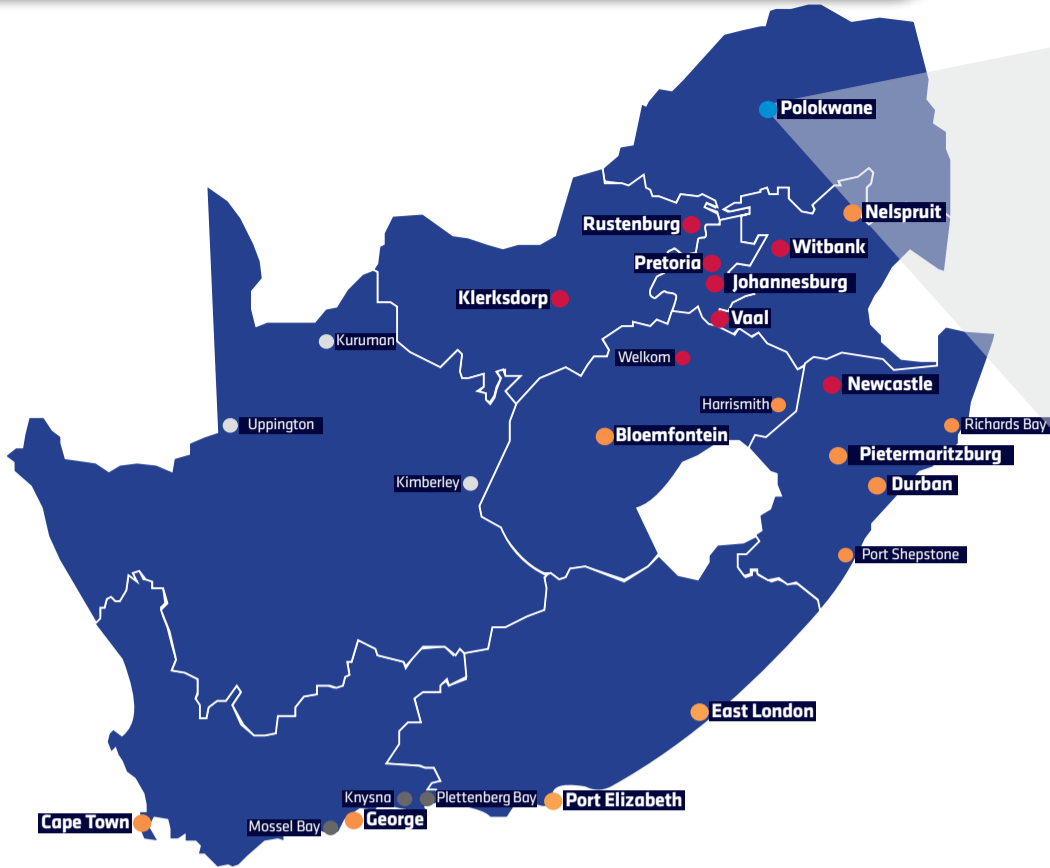 Polokwane
Nelspruit
Rustenburg
Witbank
Pretoria
Johannesburg
Klerksdorp
Vaal
Kuruman
Welkom
Newcastle
Harrismith
Uppington
Richards Bay
Bloemfontein
Pietermaritzburg
Kimberley
Durban
Port Shepstone
East London
Knysna
Plettenberg Bay
Port Elizabeth
Cape Town
Mossel Bay
George